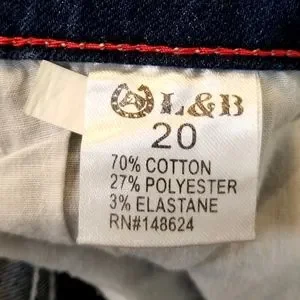 L&B
20
70% COTTON
27% POLYESTER
3% ELASTANE
RN#148624